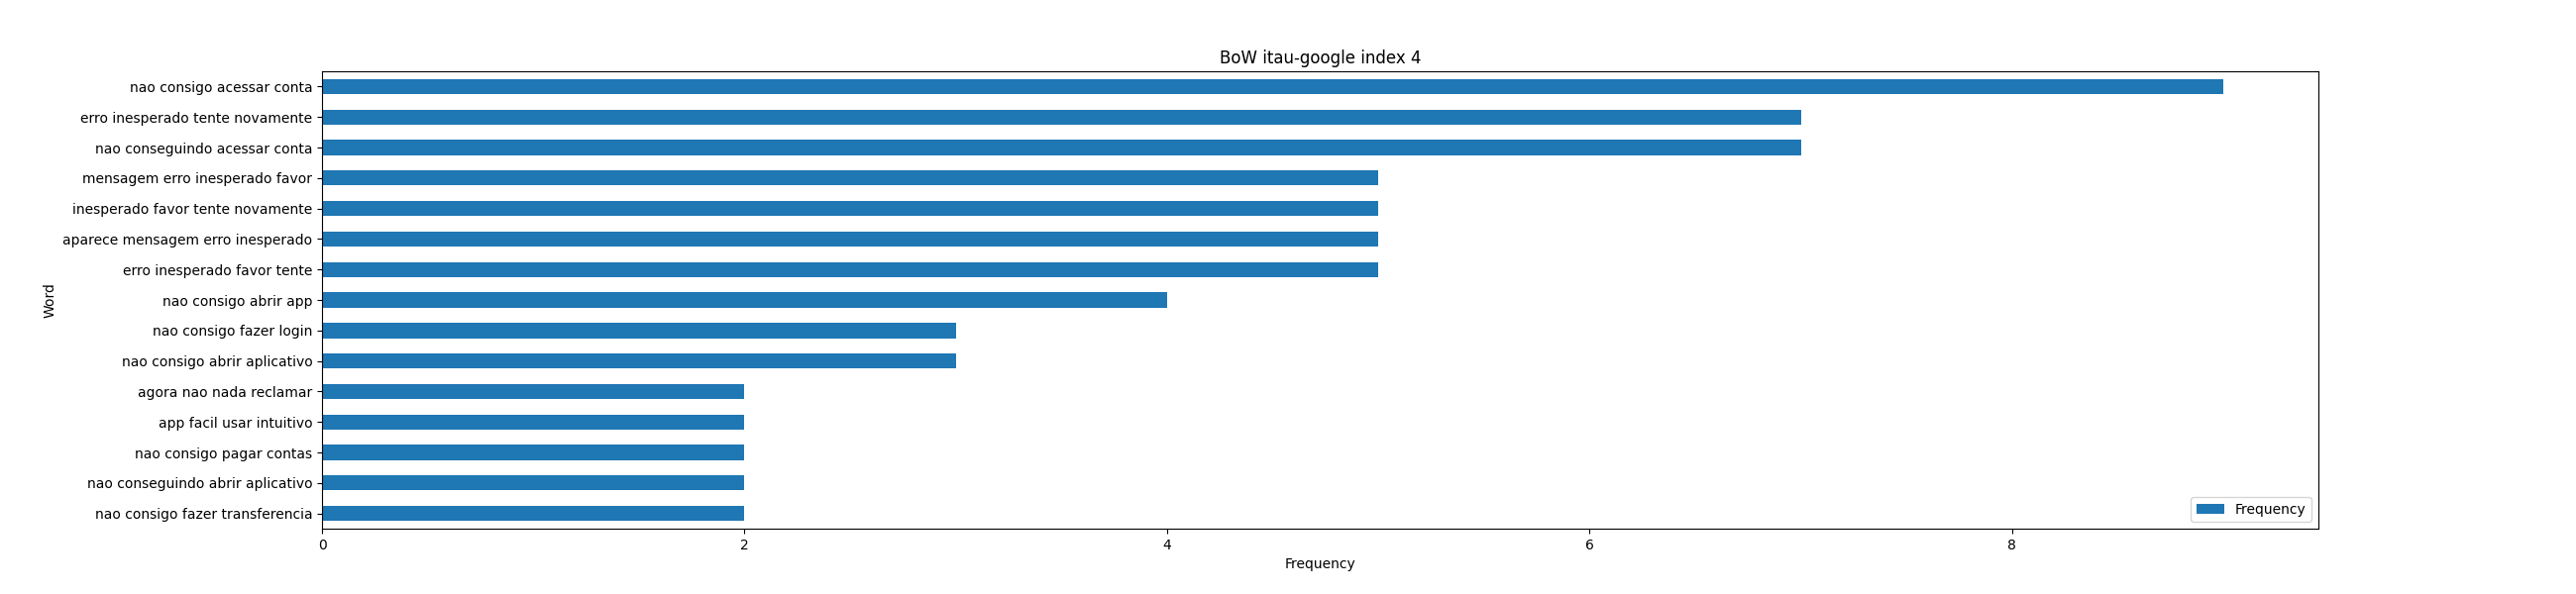 BoW itau-google index 4
nao consigo acessar conta
erro inesperado tente novamente
nao conseguindo acessar conta
mensagem erro inesperado favor
inesperado favor tente novamente
aparece mensagem erro inesperado
erro inesperado favor tente
nao consigo abrir app
nao consigo fazer login
nao consigo abrir aplicativo
agora nao nada reclamar
app facil usar intuitivo
nao consigo pagar contas
nao conseguindo abrir aplicativo
nao consigo fazer transferencia
Word
Frequency
0 2 4 6 8
Frequency